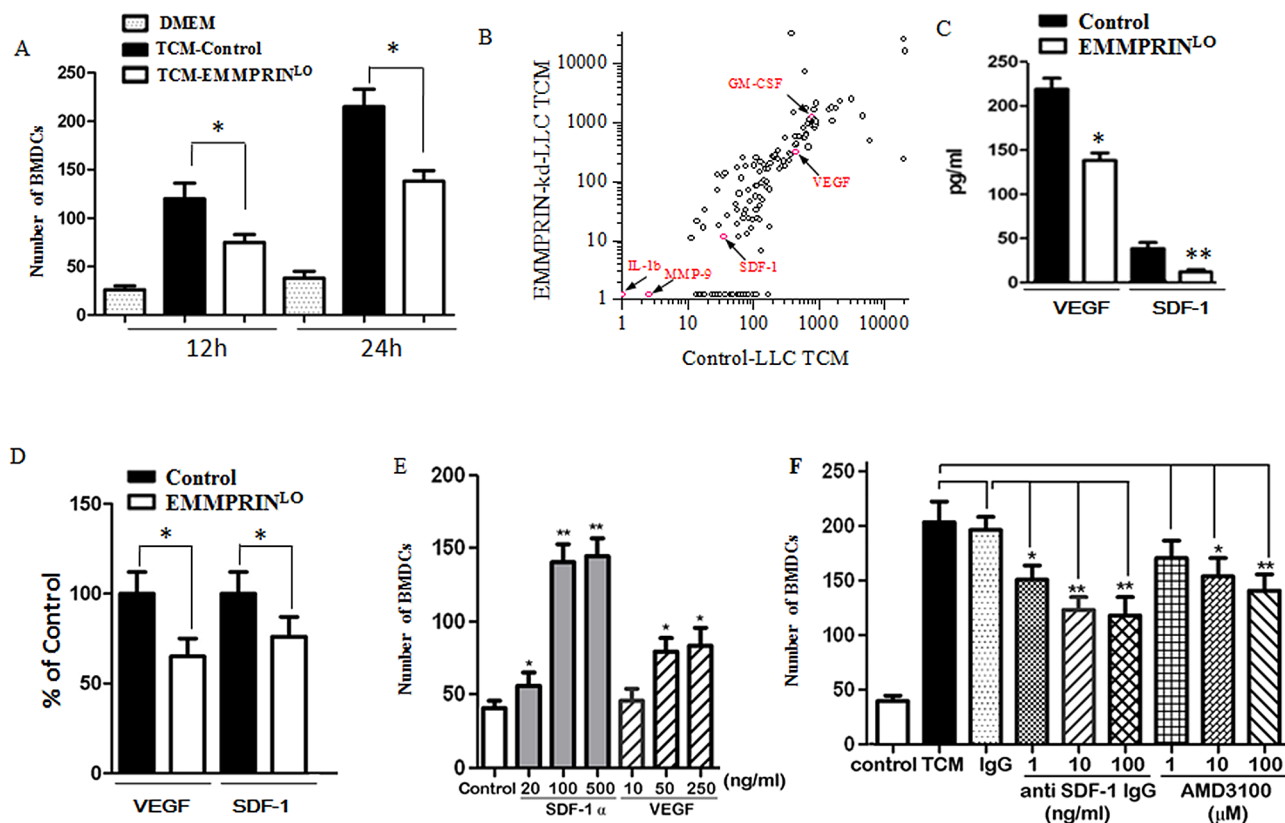 A
DMEM
TCM-Control
TCM-EMMPRINLO
Number of BMDCs
250
200
150
100
50
0
*
*
12h
24h
B
EMMPRIN-kd-LLC TCM
10000
1000
100
10
1
GM-CSF
VEGF
SDF-1
IL-1b
MMP-9
1
10
100
1000
10000
Control-LLC TCM
C
Control
EMMPRINLO
pg/ml
250
200
150
100
50
0
*
**
VEGF
SDF-1
D
Control
EMMPRINLO
% of Control
150
100
50
0
*
*
VEGF
SDF-1
E
Number of BMDCs
200
150
100
50
0
*
**
**
*
*
Control 20 100 500 10 50 250 (ng/ml)
SDF-1 α
VEGF
F
Number of BMDCs
250
200
150
100
50
0
*
**
**
*
**
control TCM IgG 1 10 100 1 10 100
anti SDF-1 IgG
(ng/ml)
AMD3100
(μM)